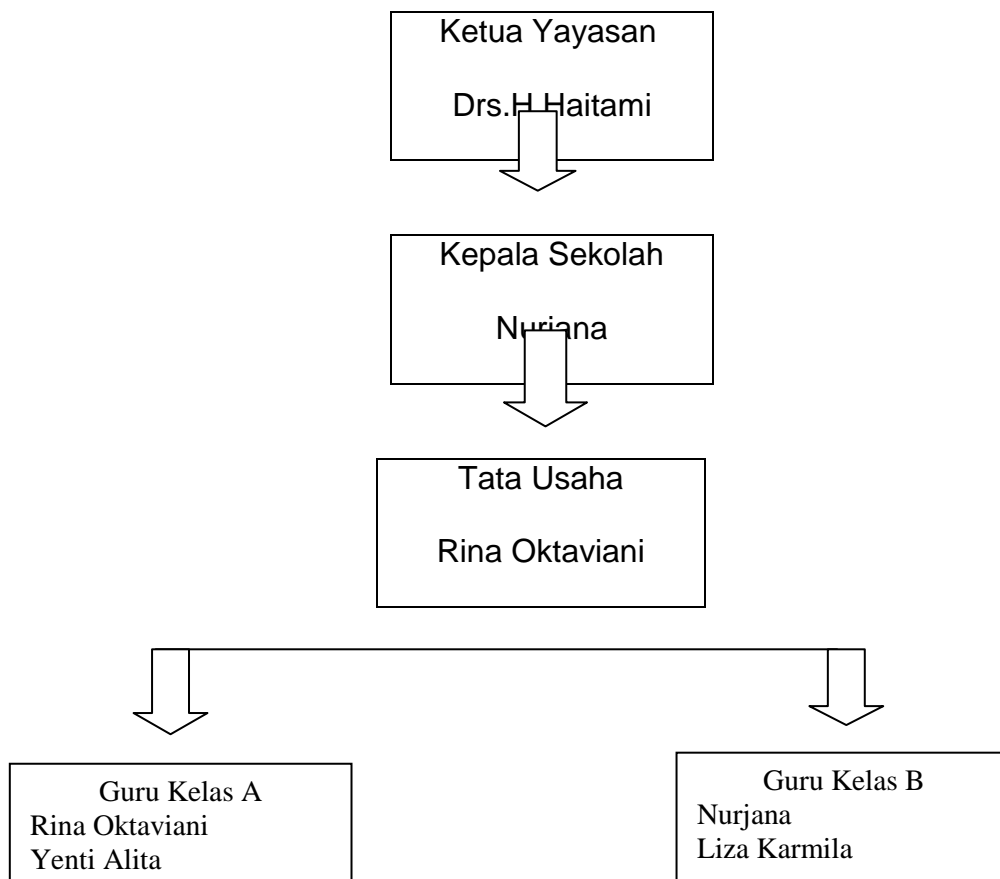 Ketua Yayasan
Drs.H Haitami
Kepala Sekolah
Nurjana
Tata Usaha
Rina Oktaviani
Guru Kelas A
Rina Oktaviani
Yenti Alita
Guru Kelas B
Nurjana
Liza Karmila